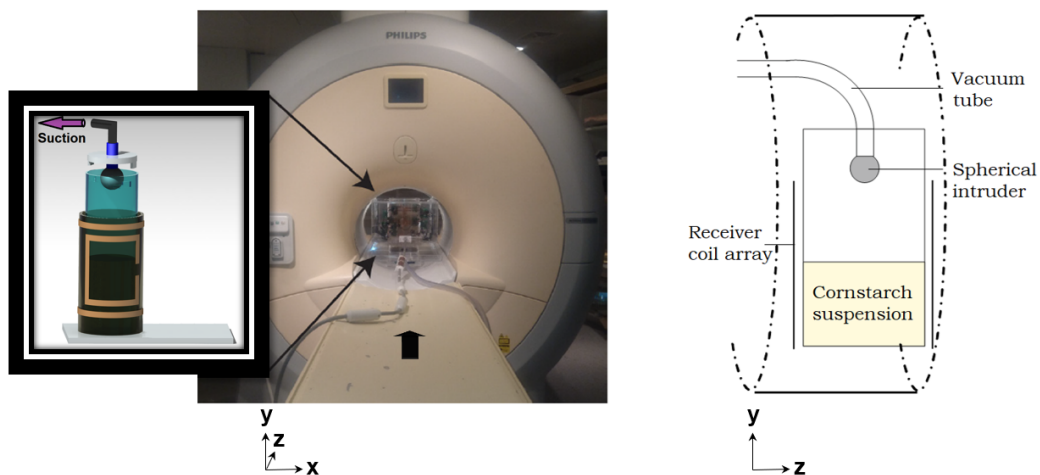 PHILIPS
Suction
y
z
x
Vacuum
tube
Spherical
intruder
Receiver
coil array
Cornstarch
suspension
y
z